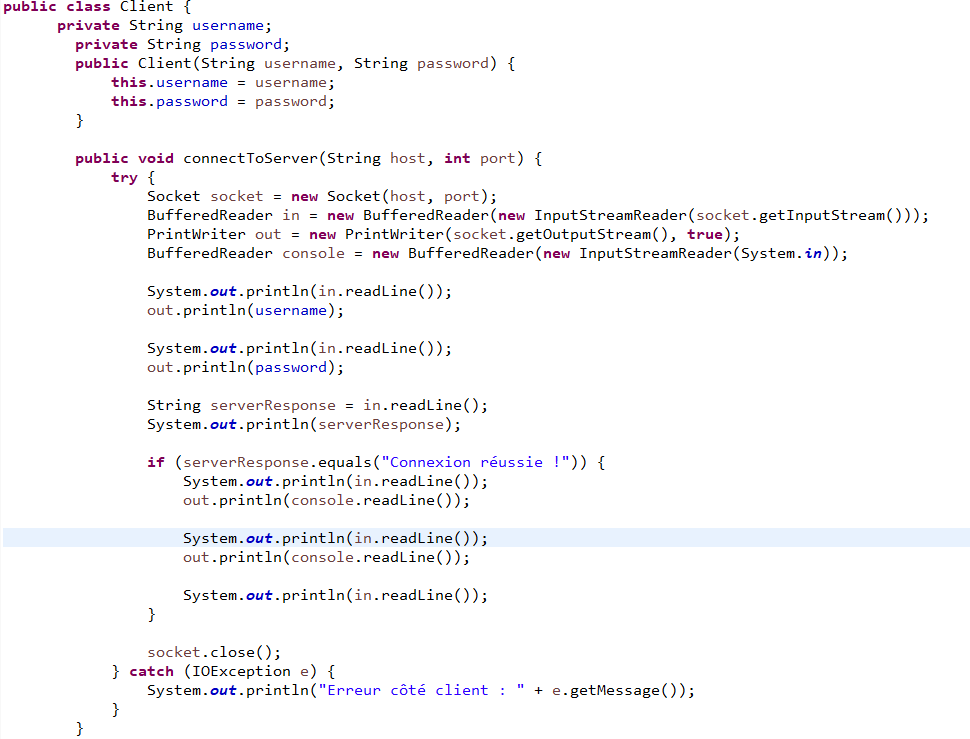 public class Client {
private String username;
private String password;
public Client(String username, String password) {
this.username = username;
this.password = password;
}
public void connectToServer(String host, int port) {
try {
Socket socket = new Socket(host, port);
BufferedReader in = new BufferedReader(new InputStreamReader(socket.getInputStream()));
PrintWriter out = new PrintWriter(socket.getOutputStream(), true);
BufferedReader console = new BufferedReader(new InputStreamReader(System.in));
System.out.println(in.readLine());
out.println(username);
System.out.println(in.readLine());
out.println(password);
String serverResponse = in.readLine();
System.out.println(serverResponse);
if (serverResponse.equals("Connexion réussie !")) {
System.out.println(in.readLine());
out.println(console.readLine());
System.out.println(in.readLine());
out.println(console.readLine());
System.out.println(in.readLine());
}
socket.close();
} catch (IOException e) {
System.out.println("Erreur côté client : " + e.getMessage());
}
}